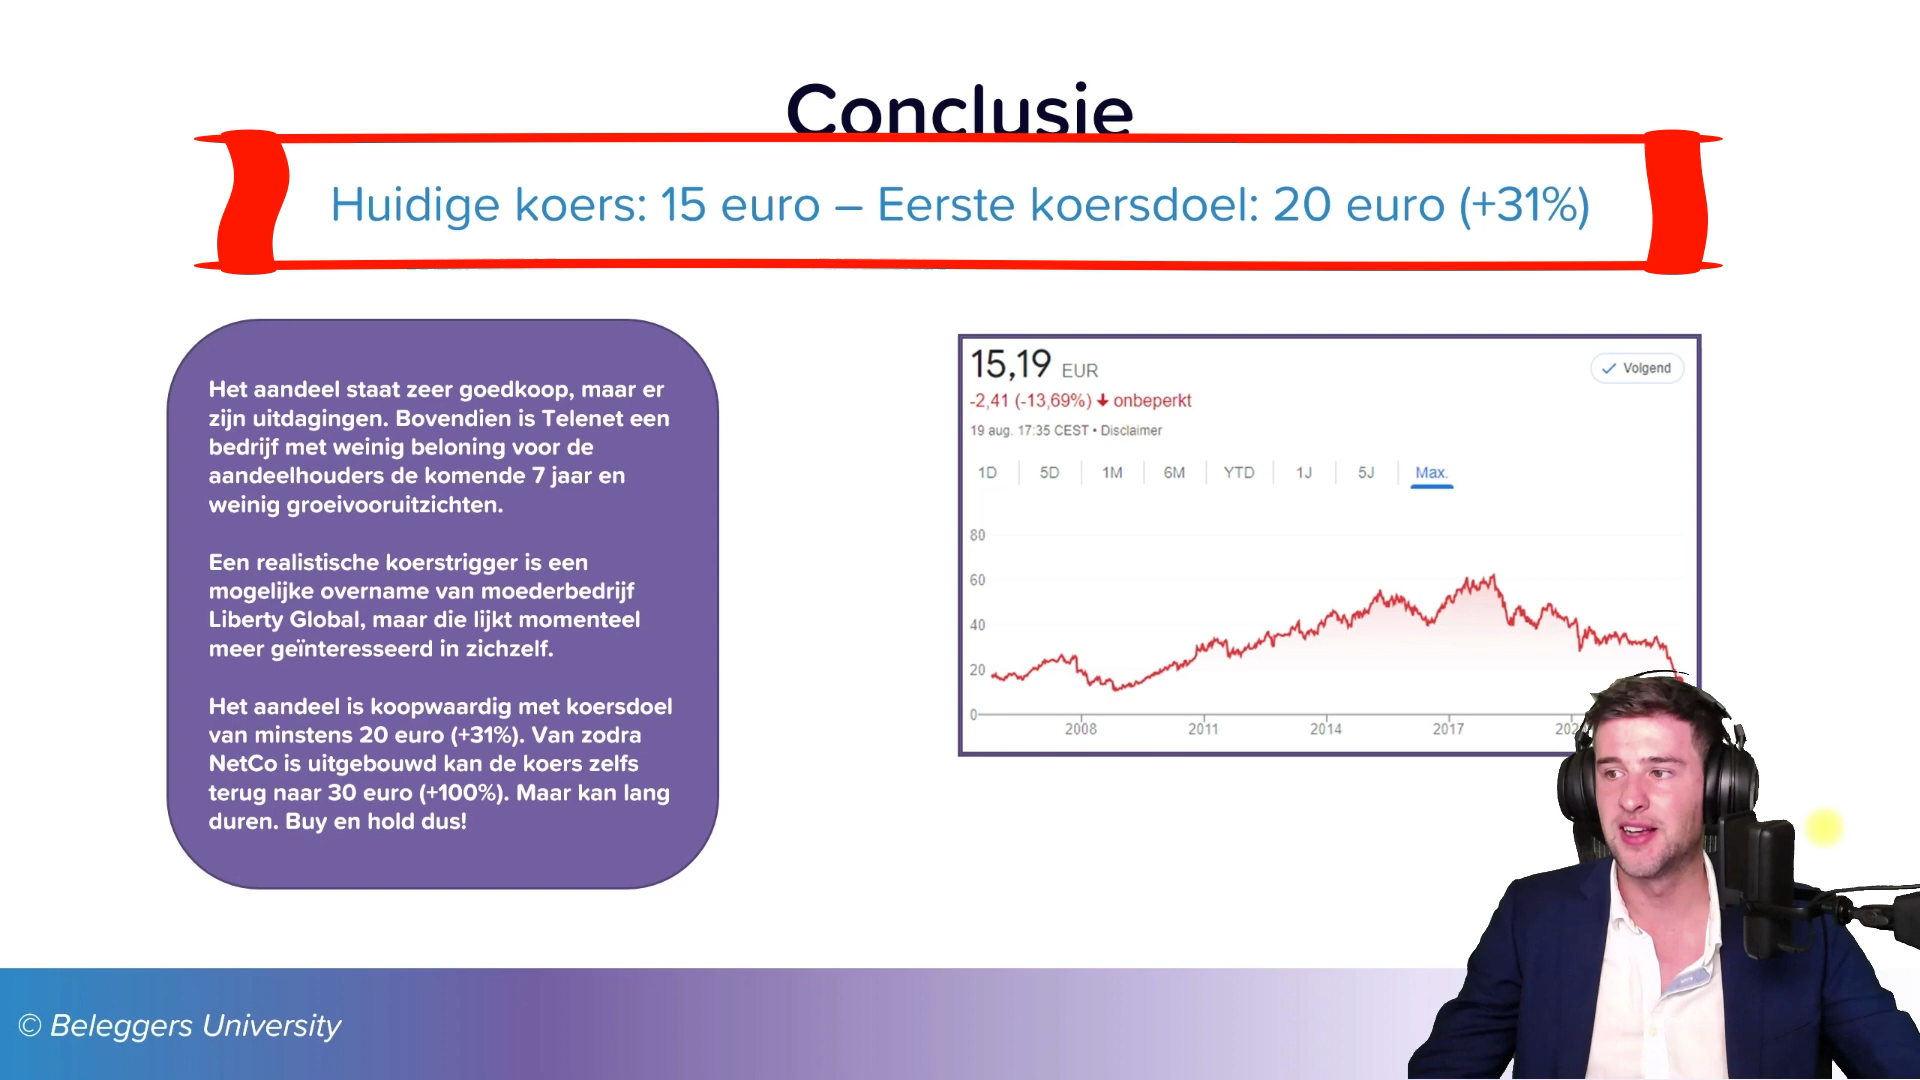 Conclusie
Huidige koers: 15 euro – Eerste koersdoel: 20 euro (+31%)
Het aandeel staat zeer goedkoop, maar er
zijn uitdagingen. Bovendien is Telenet een
bedrijf met weinig beloning voor de
aandeelhouders de komende 7 jaar en
weinig groeivooruitzichten.
Een realistische koerstrigger is een
mogelijke overname van moederbedrijf
Liberty Global, maar die lijkt momenteel
meer geïnteresseerd in zichzelf.
Het aandeel is koopwaardig met koersdoel
van minstens 20 euro (+31%). Van zodra
NetCo is uitgebouwd kan de koers zelfs
terug naar 30 euro (+100%). Maar kan lang
duren. Buy en hold dus!
15,19 EUR
Volgend
-2,41 (-13,69%) ↓ onbeperkt
19 aug. 17:35 CEST • Disclaimer
1D 5D 1M 6M YTD 1J 5J Max.
80
60
40
20
0
2008 2011 2014 2017
© Beleggers University